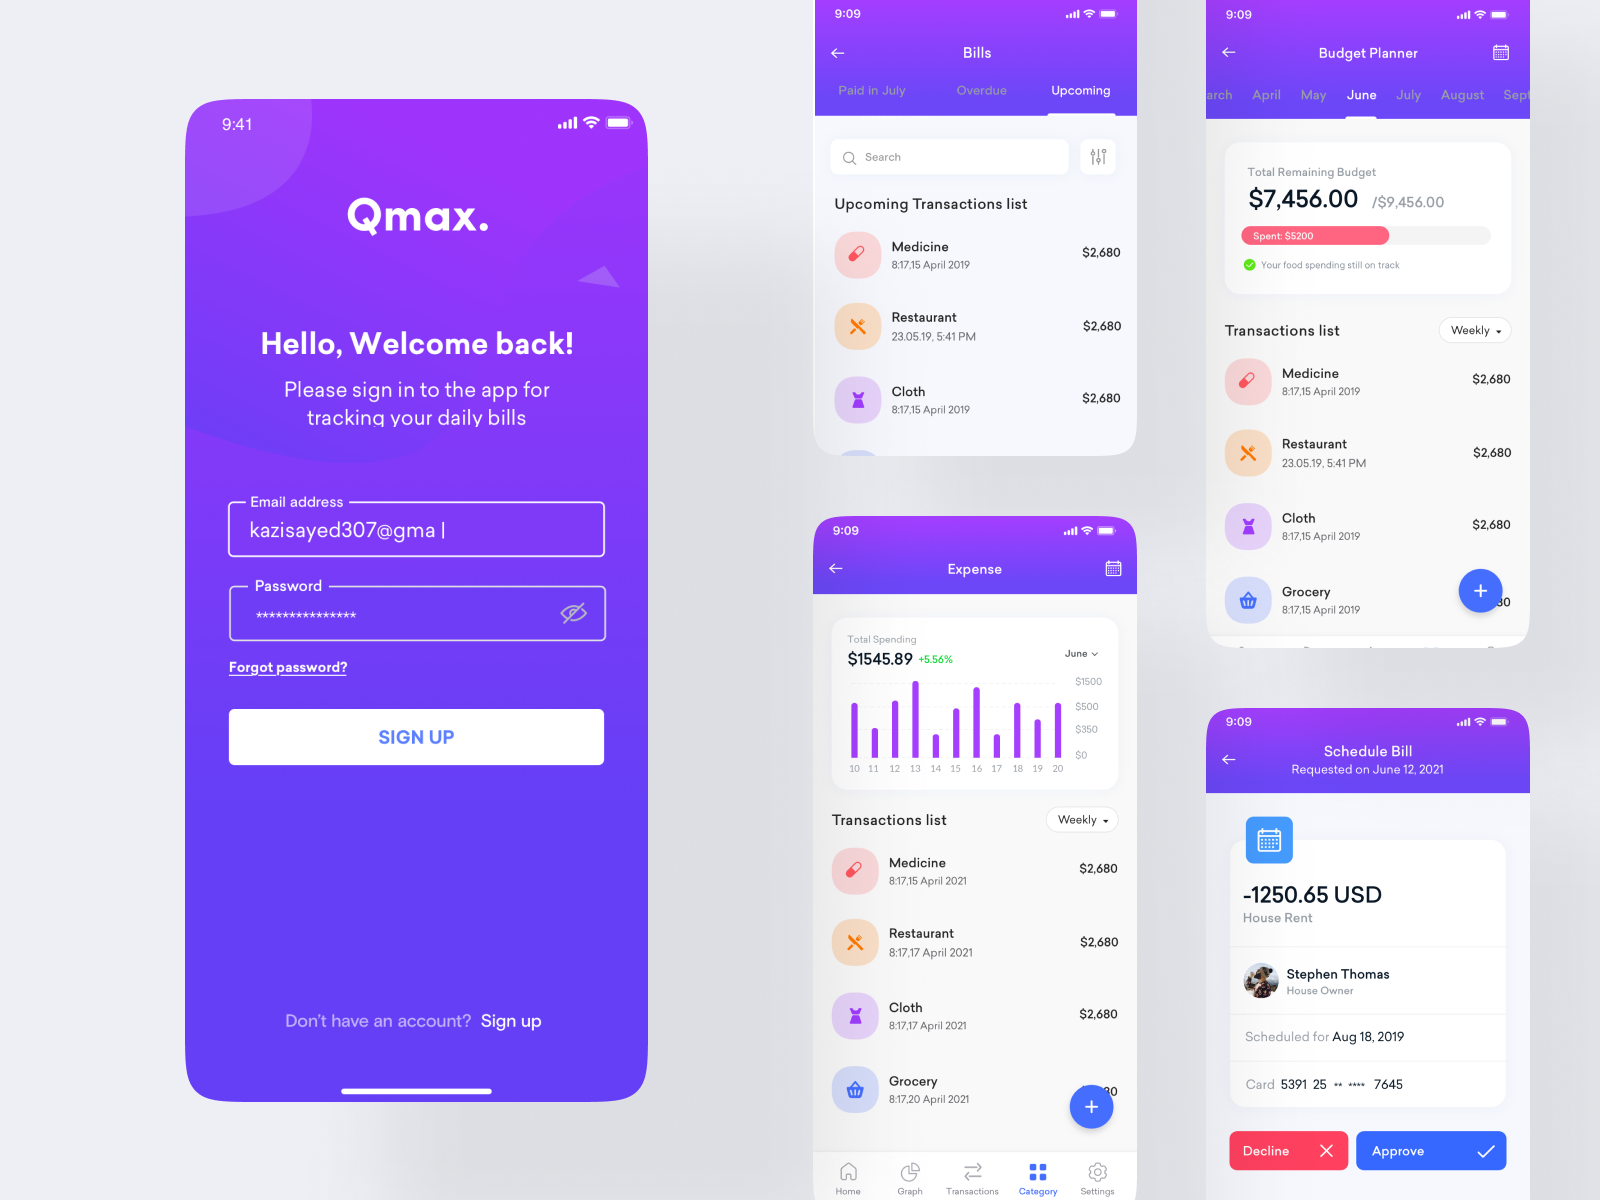 9:41
Qmax.
Hello, Welcome back!
Please sign in to the app for
tracking your daily bills
Email address
kazisayed307@gma |
Password
***************
Forgot password?
SIGN UP
Don't have an account? Sign up
9:09
Bills
Paid in July Overdue Upcoming
Search
Upcoming Transactions list
Medicine
8:17,15 April 2019
$2,680
Restaurant
23.05.19, 5:41 PM
$2,680
Cloth
8:17,15 April 2019
$2,680
9:09
Expense
Total Spending
$1545.89 +5.56%
June
$1500
$500
$350
$0
10 11 12 13 14 15 16 17 18 19 20
Transactions list
Weekly
Medicine
8:17,15 April 2021
$2,680
Restaurant
8:17,17 April 2021
$2,680
Cloth
8:17,17 April 2021
$2,680
Grocery
8:17,20 April 2021
80
+
Home Graph Transactions Category Settings
9:09
Budget Planner
arch April May June July August Sept
Total Remaining Budget
$7,456.00 /$9,456.00
Spent: $5200
Your food spending still on track
Transactions list
Weekly
Medicine
8:17,15 April 2019
$2,680
Restaurant
23.05.19, 5:41 PM
$2,680
Cloth
8:17,15 April 2019
$2,680
Grocery
8:17,15 April 2019
80
+
9:09
Schedule Bill
Requested on June 12, 2021
-1250.65 USD
House Rent
Stephen Thomas
House Owner
Scheduled for Aug 18, 2019
Card 5391 25 ** **** 7645
Decline
Approve